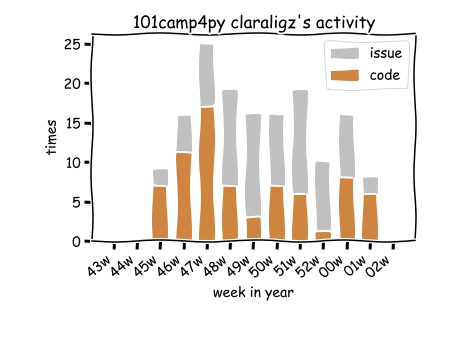 101camp4py claraligz's activity
issue
code
25
20
15
10
5
0
times
43w 44w 45w 46w 47w 48w 49w 50w 51w 52w 00w 01w 02w
week in year